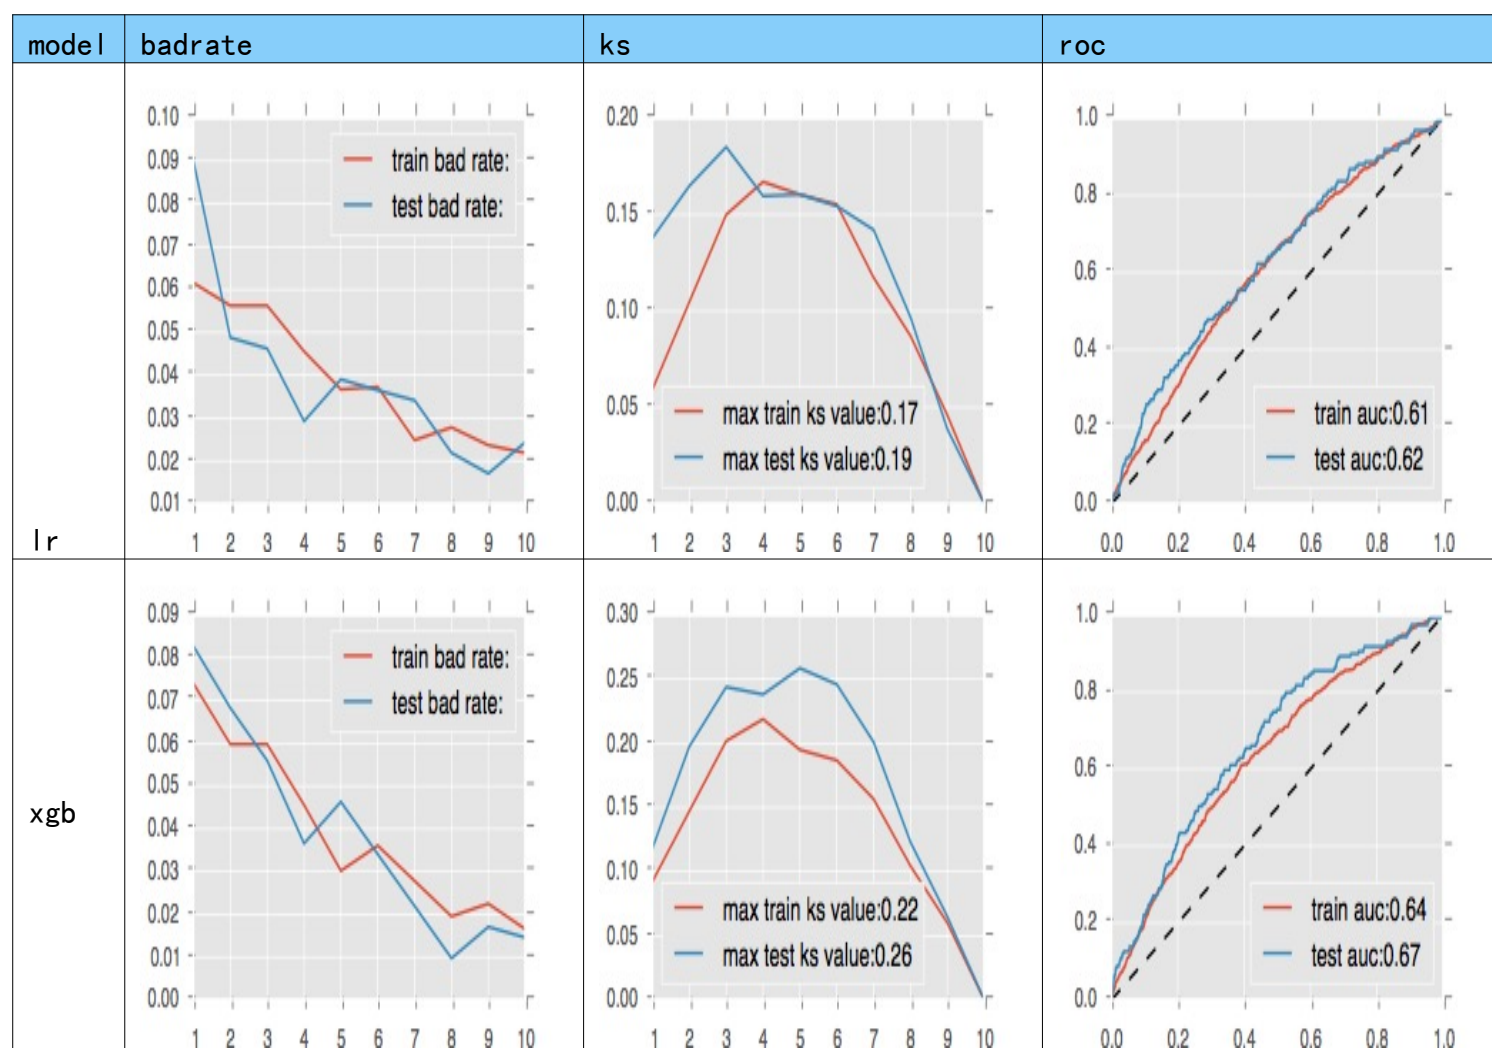 model badrate ks roc
lr
0.10
0.09
0.08
0.07
0.06
0.05
0.04
0.03
0.02
0.01
1 2 3 4 5 6 7 8 9 10
train bad rate:
test bad rate:
0.20
0.15
0.10
0.05
0.00
1 2 3 4 5 6 7 8 9 10
max train ks value:0.17
max test ks value:0.19
1.0
0.8
0.6
0.4
0.2
0.0
0.0 0.2 0.4 0.6 0.8 1.0
train auc:0.61
test auc:0.62
xgb
0.09
0.08
0.07
0.06
0.05
0.04
0.03
0.02
0.01
0.00
1 2 3 4 5 6 7 8 9 10
train bad rate:
test bad rate:
0.30
0.25
0.20
0.15
0.10
0.05
0.00
1 2 3 4 5 6 7 8 9 10
max train ks value:0.22
max test ks value:0.26
1.0
0.8
0.6
0.4
0.2
0.0
0.0 0.2 0.4 0.6 0.8 1.0
train auc:0.64
test auc:0.67